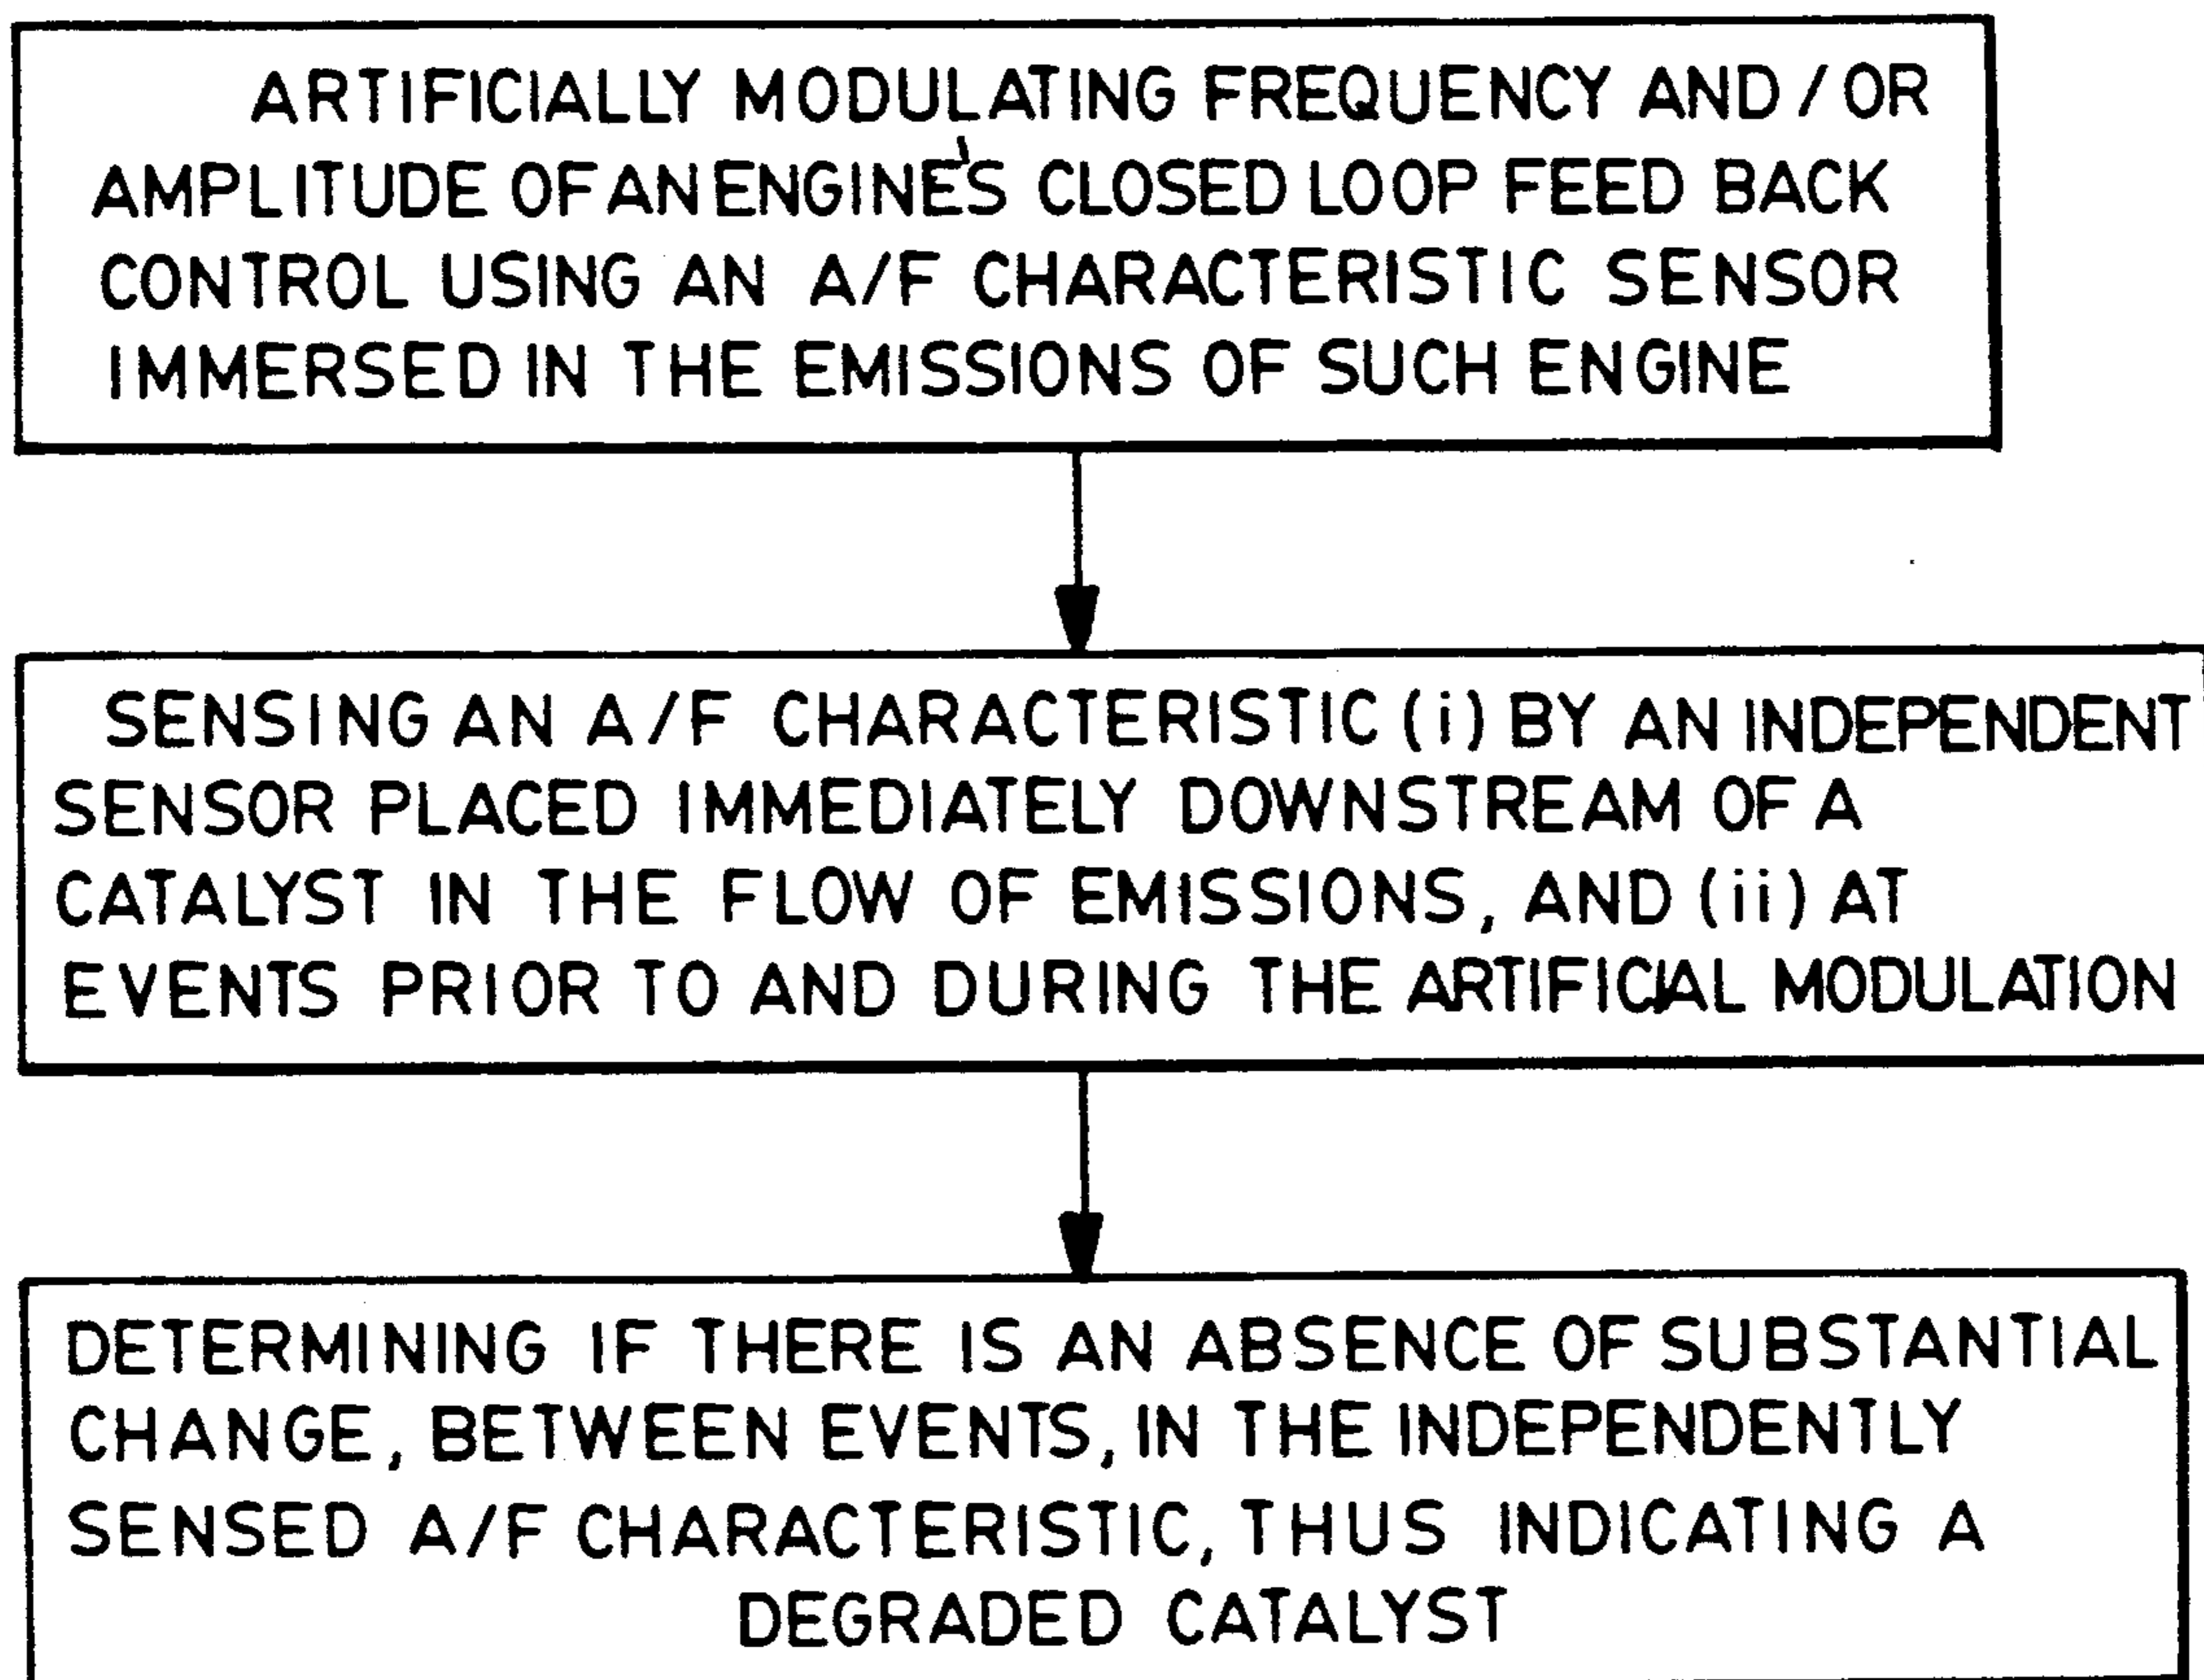 ARTIFICIALLY MODULATING FREQUENCY AND/OR
AMPLITUDE OF AN ENGINE'S CLOSED LOOP FEED BACK
CONTROL USING AN A/F CHARACTERISTIC SENSOR
IMMERSED IN THE EMISSIONS OF SUCH ENGINE
SENSING AN A/F CHARACTERISTIC (i) BY AN INDEPENDENT
SENSOR PLACED IMMEDIATELY DOWNSTREAM OF A
CATALYST IN THE FLOW OF EMISSIONS, AND (ii) AT
EVENTS PRIOR TO AND DURING THE ARTIFICIAL MODULATION
DETERMINING IF THERE IS AN ABSENCE OF SUBSTANTIAL
CHANGE, BETWEEN EVENTS, IN THE INDEPENDENTLY
SENSED A/F CHARACTERISTIC, THUS INDICATING A
DEGRADED CATALYST